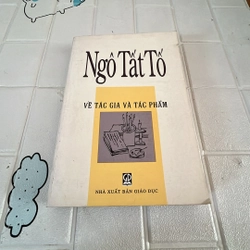 Ngô Tất Tố
VỀ TÁC GIA VÀ TÁC PHẨM
NHÀ XUẤT BẢN GIÁO DỤC